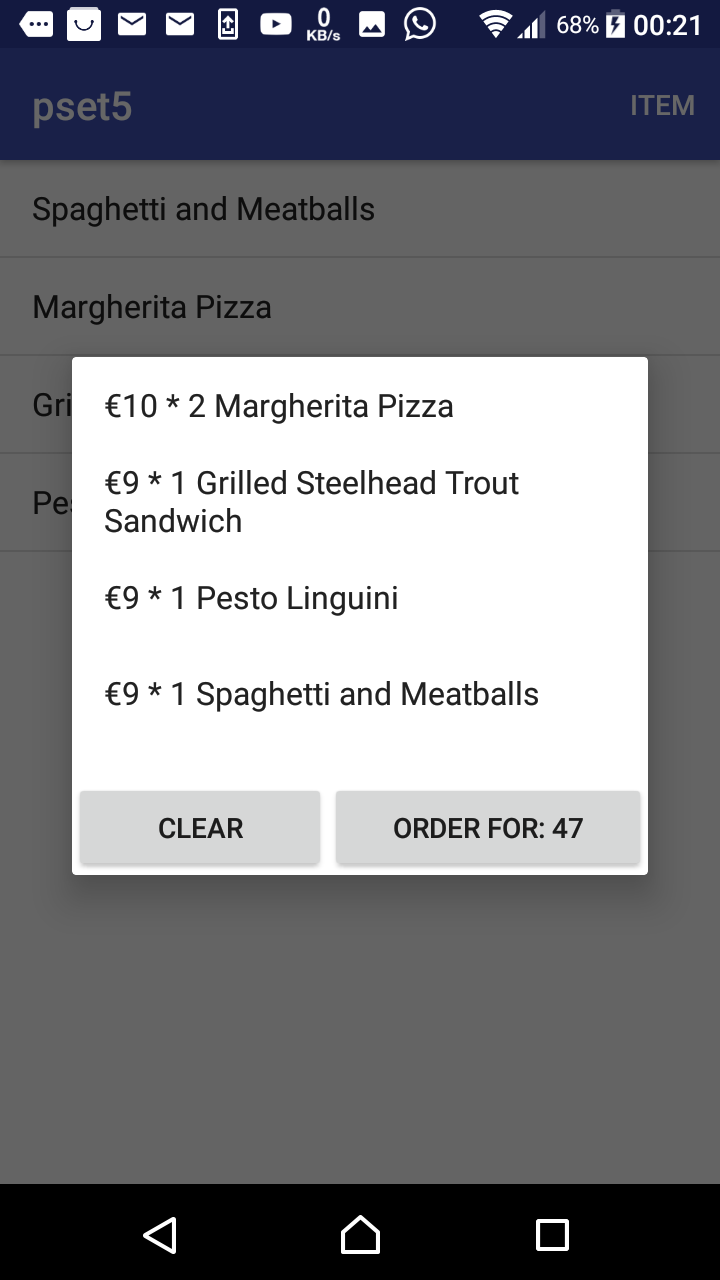 0
KB/s
68%
00:21
pset5
ITEM
Spaghetti and Meatballs
Margherita Pizza
Gri
Pes
€10 * 2 Margherita Pizza
€9 * 1 Grilled Steelhead Trout
Sandwich
€9 * 1 Pesto Linguini
€9 * 1 Spaghetti and Meatballs
CLEAR
ORDER FOR: 47